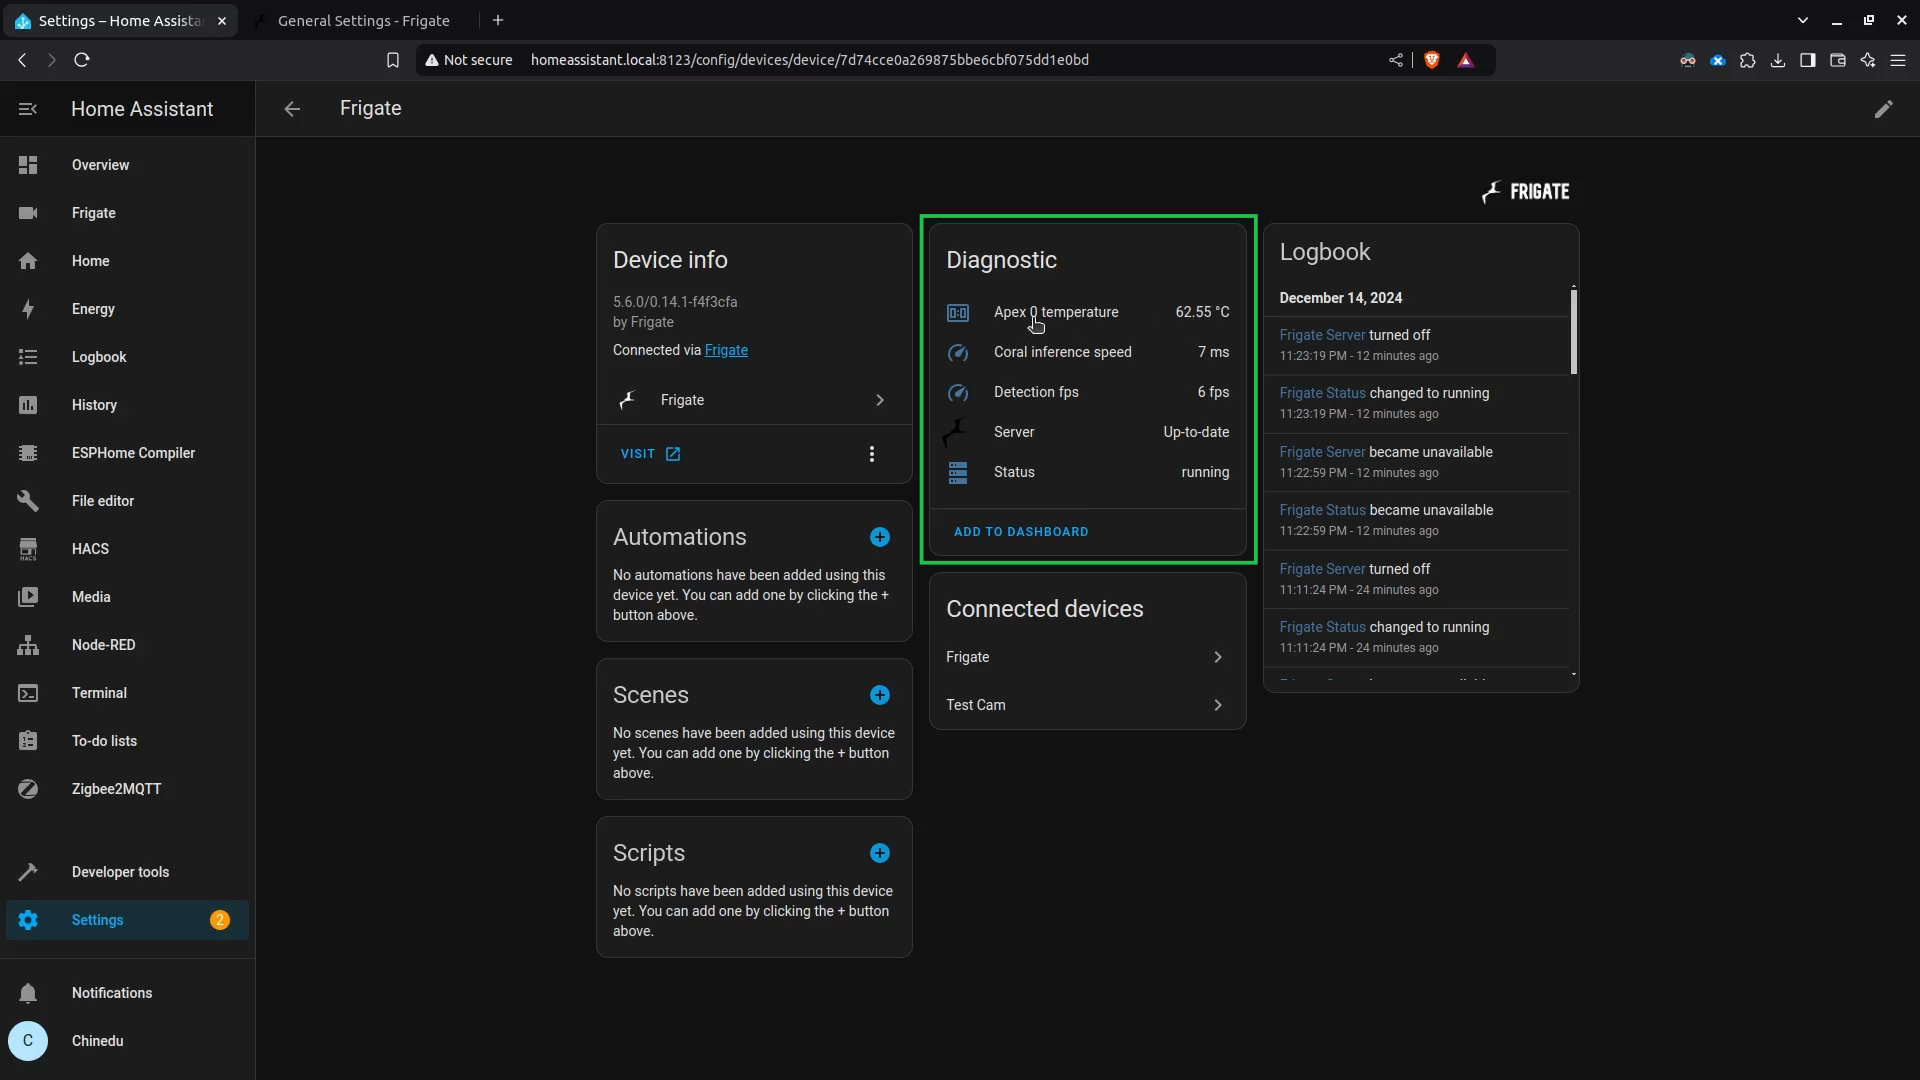 Settings – Home Assista
General Settings - Frigate
Not secure
homeassistant.local:8123/config/devices/device/7d74cce0a269875bbe6cbf075dd1e0bd
Home Assistant
Frigate
Overview
Frigate
Home
Energy
Logbook
History
ESPHome Compiler
File editor
HACS
HACS
Media
Node-RED
Terminal
To-do lists
Zigbee2MQTT
Developer tools
Settings
2
Notifications
C
Chinedu
FRIGATE
Device info
5.6.0/0.14.1-f4f3cfa
by Frigate
Connected via Frigate
Frigate
VISIT
Automations
No automations have been added using this
device yet. You can add one by clicking the +
button above.
Scenes
No scenes have been added using this device
yet. You can add one by clicking the + button
above.
Scripts
No scripts have been added using this device
yet. You can add one by clicking the + button
above.
Diagnostic
Apex 0 temperature 62.55 °C
Coral inference speed 7 ms
Detection fps 6 fps
Server Up-to-date
Status running
ADD TO DASHBOARD
Connected devices
Frigate
Test Cam
Logbook
December 14, 2024
Frigate Server turned off
11:23:19 PM - 12 minutes ago
Frigate Status changed to running
11:23:19 PM - 12 minutes ago
Frigate Server became unavailable
11:22:59 PM - 12 minutes ago
Frigate Status became unavailable
11:22:59 PM - 12 minutes ago
Frigate Server turned off
11:11:24 PM - 24 minutes ago
Frigate Status changed to running
11:11:24 PM - 24 minutes ago